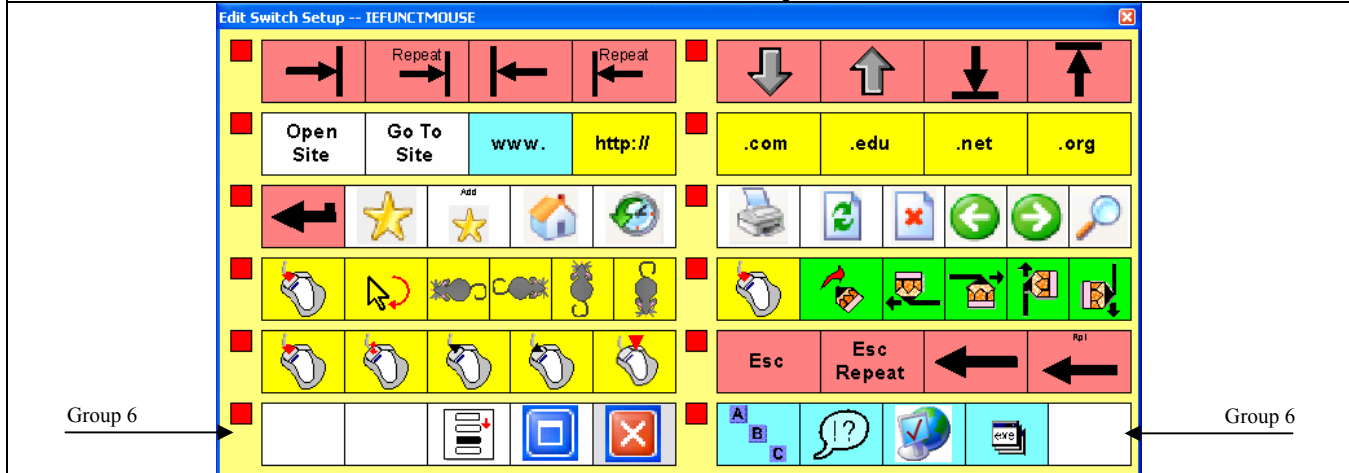 Edit Switch Setup -- IEFUNCTMOUSE
Repeat
Repeat
Open
Site
Go To
Site
www.
http://
.com
.edu
.net
.org
Add
Esc
Esc
Repeat
Rpt
Group 6
A
B
C
!?
exe
Group 6